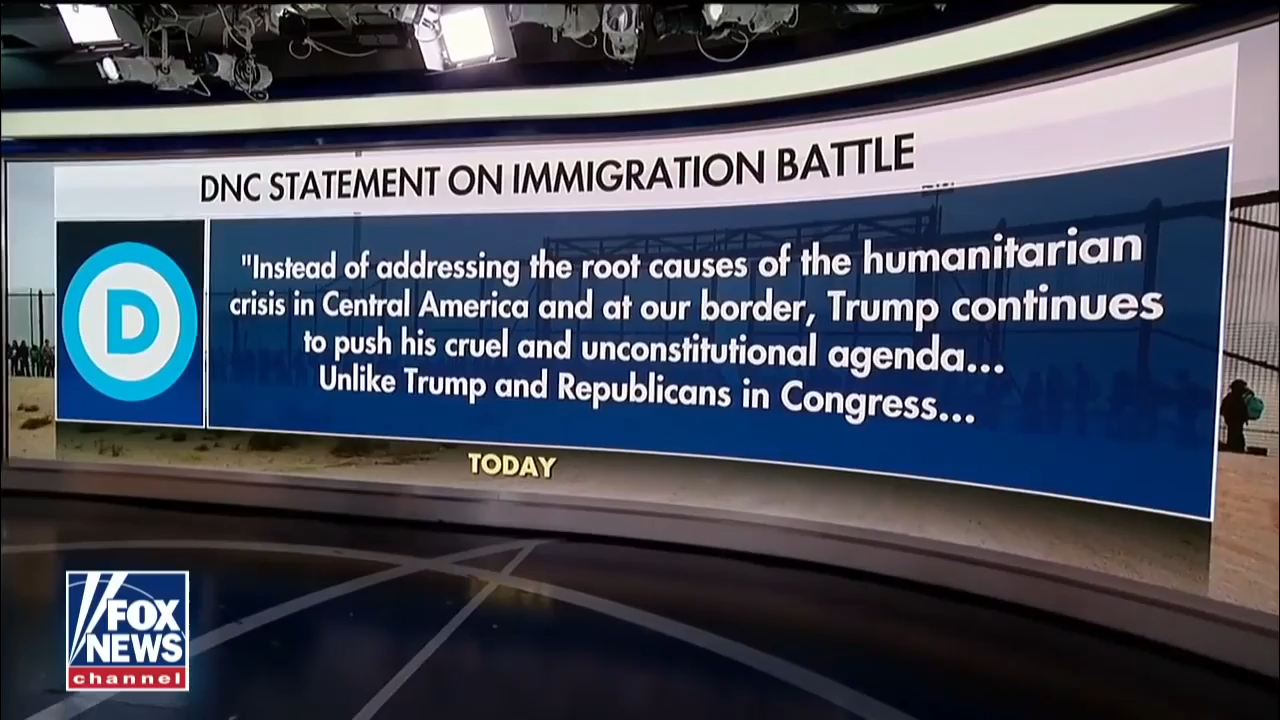 DNC STATEMENT ON IMMIGRATION BATTLE
D
"Instead of addressing the root causes of the humanitarian
crisis in Central America and at our border, Trump continues
to push his cruel and unconstitutional agenda...
Unlike Trump and Republicans in Congress...
TODAY
FOX
NEWS
channel